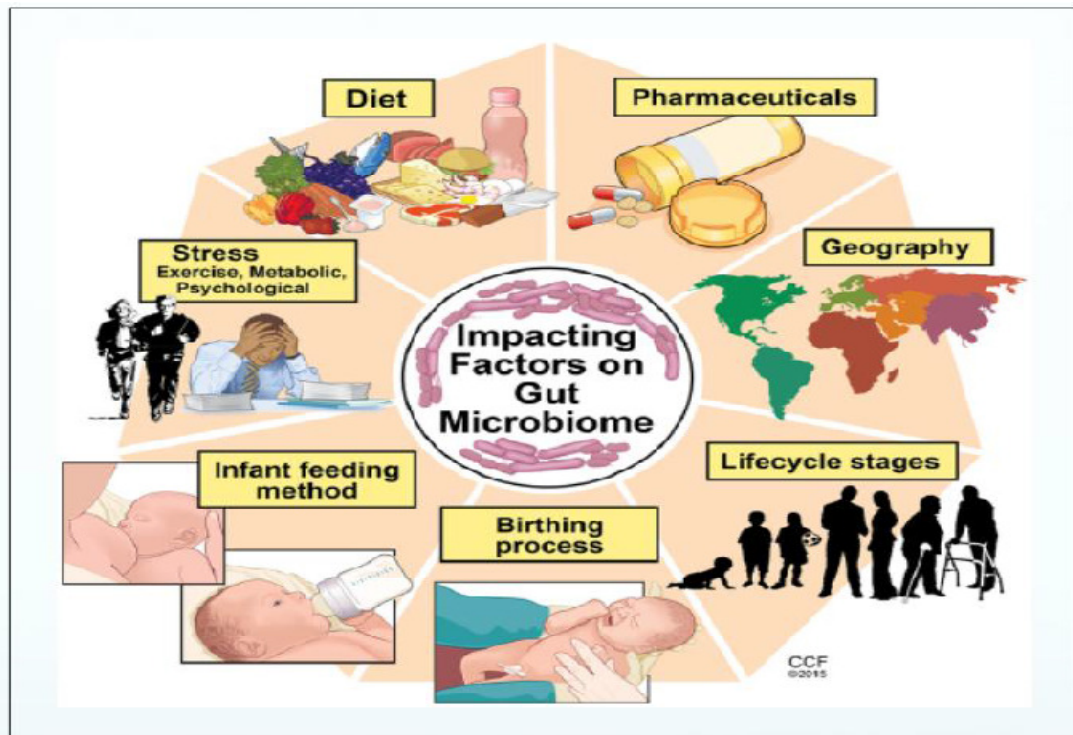 Diet
Pharmaceuticals
Stress
Exercise, Metabolic,
Psychological
Geography
Impacting
Factors on
Gut
Microbiome
Infant feeding
method
Birthing
process
Lifecycle stages
CCF
©2015